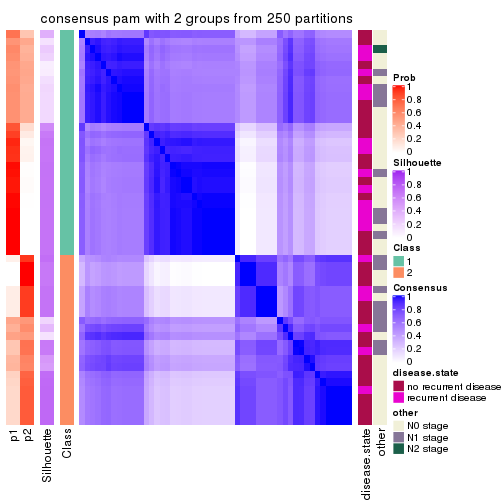 consensus pam with 2 groups from 250 partitions
Prob
1
0.8
0.6
0.4
0.2
0
Silhouette
1
0.8
0.6
0.4
0.2
0
Class
1
2
Consensus
1
0.8
0.6
0.4
0.2
0
disease.state
no recurrent disease
recurrent disease
other
N0 stage
N1 stage
N2 stage
p1
p2
Silhouette
Class
disease.state
other